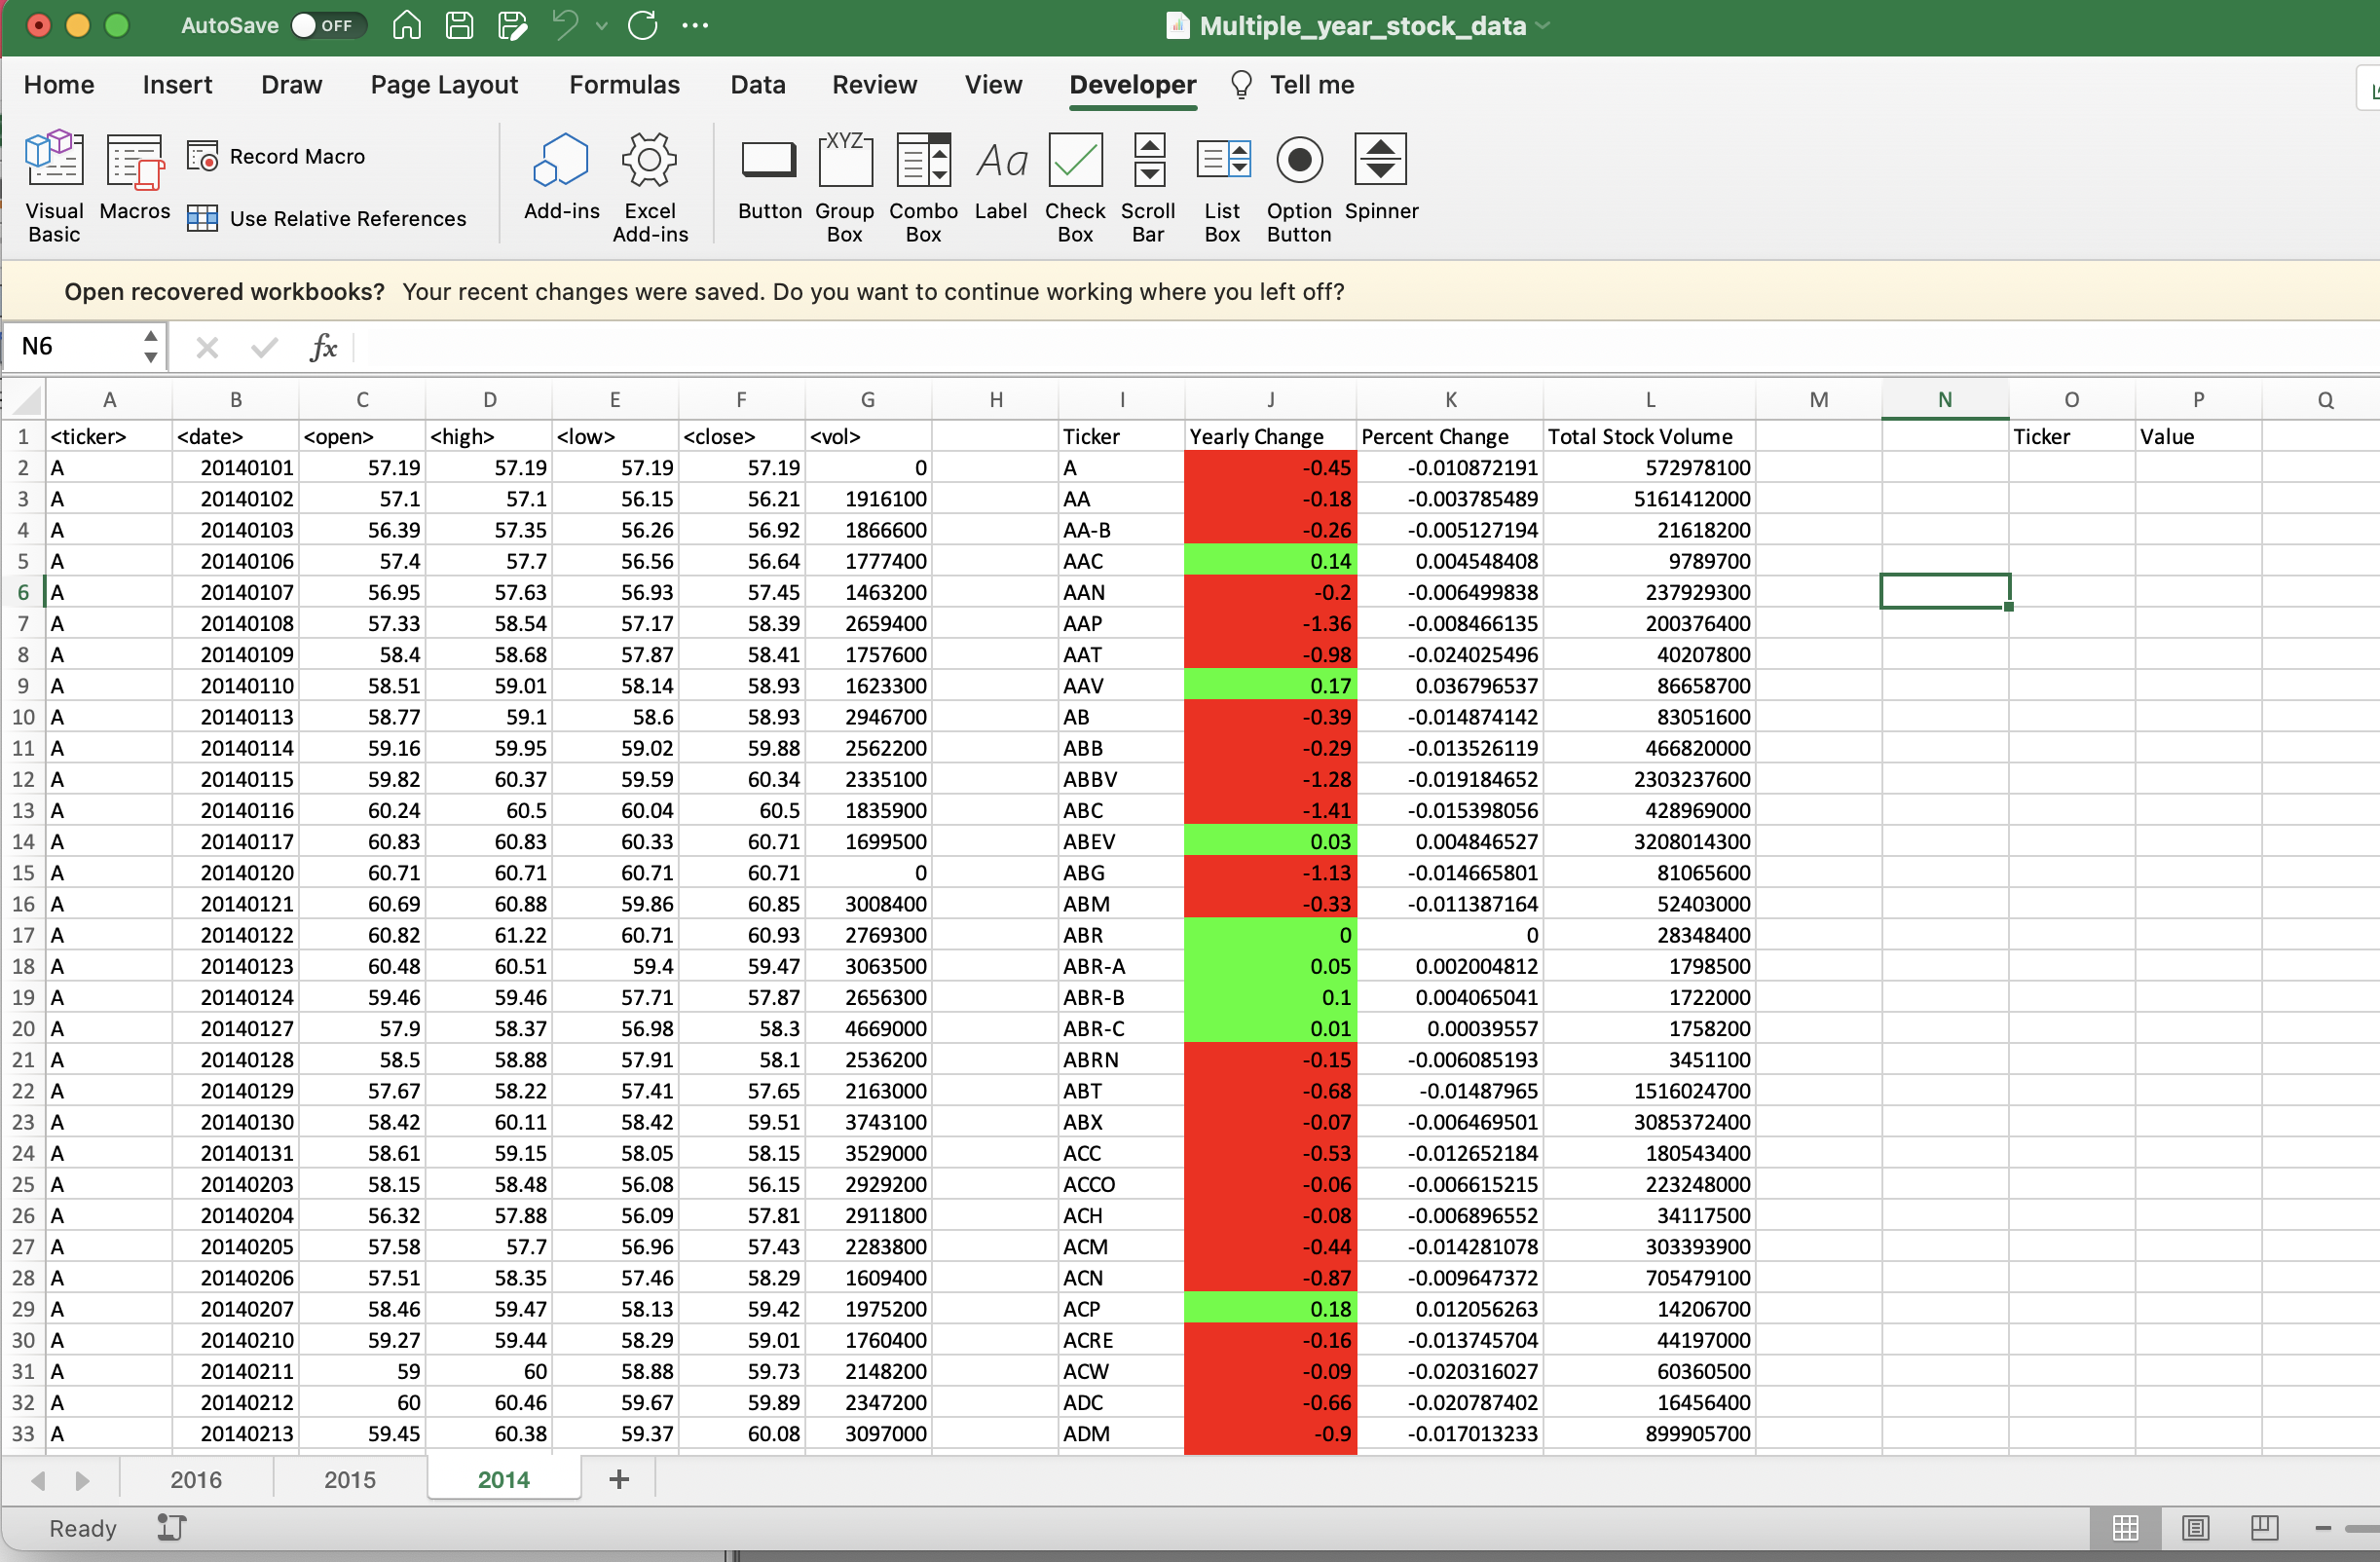 AutoSave OFF Multiple_year_stock_data
Home Insert Draw Page Layout Formulas Data Review View Developer Tell me
Visual Basic Macros Record Macro Use Relative References Add-ins Excel Add-ins Button Group Box Combo Box Label Check Box Scroll Bar List Box Option Button Spinner
XYZ Aa
Open recovered workbooks? Your recent changes were saved. Do you want to continue working where you left off?
N6 fx
A B C D E F G H I J K L M N O P Q
1 <ticker> <date> <open> <high> <low> <close> <vol> Ticker Yearly Change Percent Change Total Stock Volume Ticker Value
2 A 20140101 57.19 57.19 57.19 57.19 0 A -0.45 -0.010872191 572978100
3 A 20140102 57.1 57.1 56.15 56.21 1916100 AA -0.18 -0.003785489 5161412000
4 A 20140103 56.39 57.35 56.26 56.92 1866600 AA-B -0.26 -0.005127194 21618200
5 A 20140106 57.4 57.7 56.56 56.64 1777400 AAC 0.14 0.004548408 9789700
6 A 20140107 56.95 57.63 56.93 57.45 1463200 AAN -0.2 -0.006499838 237929300
7 A 20140108 57.33 58.54 57.17 58.39 2659400 AAP -1.36 -0.008466135 200376400
8 A 20140109 58.4 58.68 57.87 58.41 1757600 AAT -0.98 -0.024025496 40207800
9 A 20140110 58.51 59.01 58.14 58.93 1623300 AAV 0.17 0.036796537 86658700
10 A 20140113 58.77 59.1 58.6 58.93 2946700 AB -0.39 -0.014874142 83051600
11 A 20140114 59.16 59.95 59.02 59.88 2562200 ABB -0.29 -0.013526119 466820000
12 A 20140115 59.82 60.37 59.59 60.34 2335100 ABBV -1.28 -0.019184652 2303237600
13 A 20140116 60.24 60.5 60.04 60.5 1835900 ABC -1.41 -0.015398056 428969000
14 A 20140117 60.83 60.83 60.33 60.71 1699500 ABEV 0.03 0.004846527 3208014300
15 A 20140120 60.71 60.71 60.71 60.71 0 ABG -1.13 -0.014665801 81065600
16 A 20140121 60.69 60.88 59.86 60.85 3008400 ABM -0.33 -0.011387164 52403000
17 A 20140122 60.82 61.22 60.71 60.93 2769300 ABR 0 0 28348400
18 A 20140123 60.48 60.51 59.4 59.47 3063500 ABR-A 0.05 0.002004812 1798500
19 A 20140124 59.46 59.46 57.71 57.87 2656300 ABR-B 0.1 0.004065041 1722000
20 A 20140127 57.9 58.37 56.98 58.3 4669000 ABR-C 0.01 0.00039557 1758200
21 A 20140128 58.5 58.88 57.91 58.1 2536200 ABRN -0.15 -0.006085193 3451100
22 A 20140129 57.67 58.22 57.41 57.65 2163000 ABT -0.68 -0.01487965 1516024700
23 A 20140130 58.42 60.11 58.42 59.51 3743100 ABX -0.07 -0.006469501 3085372400
24 A 20140131 58.61 59.15 58.05 58.15 3529000 ACC -0.53 -0.012652184 180543400
25 A 20140203 58.15 58.48 56.08 56.15 2929200 ACCO -0.06 -0.006615215 223248000
26 A 20140204 56.32 57.88 56.09 57.81 2911800 ACH -0.08 -0.006896552 34117500
27 A 20140205 57.58 57.7 56.96 57.43 2283800 ACM -0.44 -0.014281078 303393900
28 A 20140206 57.51 58.35 57.46 58.29 1609400 ACN -0.87 -0.009647372 705479100
29 A 20140207 58.46 59.47 58.13 59.42 1975200 ACP 0.18 0.012056263 14206700
30 A 20140210 59.27 59.44 58.29 59.01 1760400 ACRE -0.16 -0.013745704 44197000
31 A 20140211 59 60 58.88 59.73 2148200 ACW -0.09 -0.020316027 60360500
32 A 20140212 60 60.46 59.67 59.89 2347200 ADC -0.66 -0.020787402 16456400
33 A 20140213 59.45 60.38 59.37 60.08 3097000 ADM -0.9 -0.017013233 899905700
2016 2015 2014 +
Ready